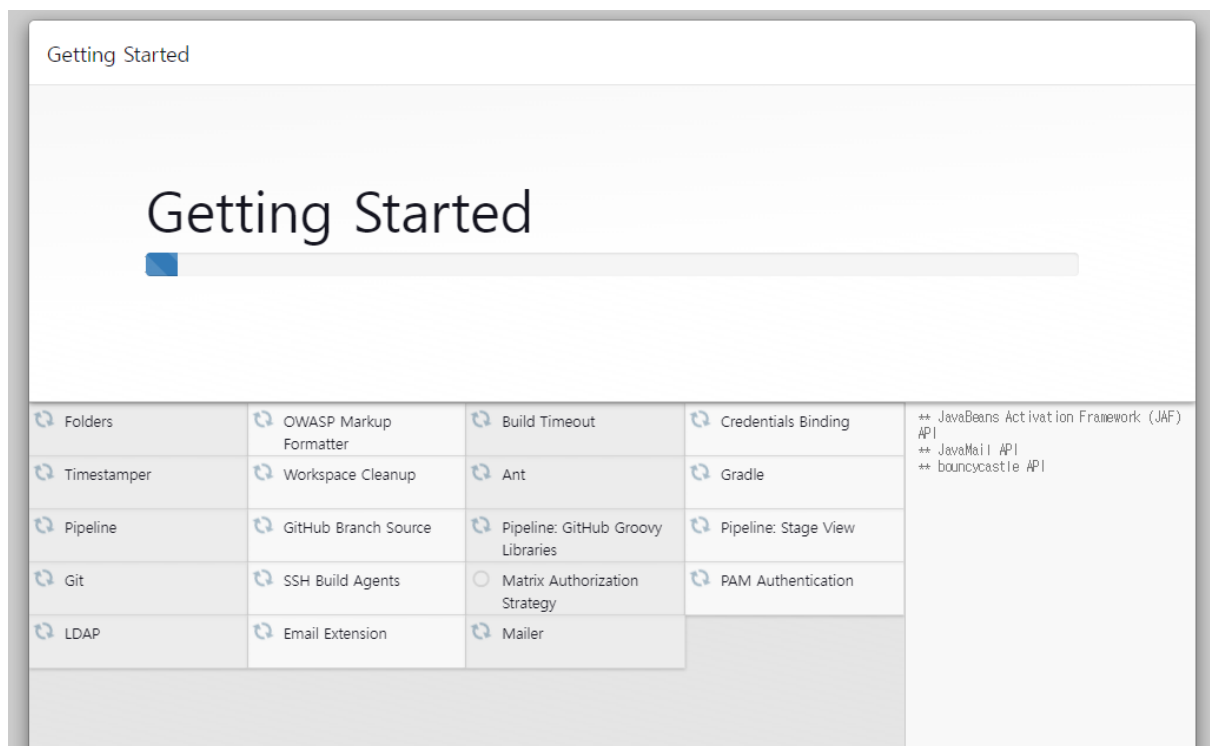 Getting Started
Getting Started
Folders
OWASP Markup
Formatter
Build Timeout
Credentials Binding
Timestamper
Workspace Cleanup
Ant
Gradle
Pipeline
GitHub Branch Source
Pipeline: GitHub Groovy
Libraries
Pipeline: Stage View
Git
SSH Build Agents
Matrix Authorization
Strategy
PAM Authentication
LDAP
Email Extension
Mailer
** JavaBeans Activation Framework (JAF)
API
** JavaMail API
** bouncycastle API